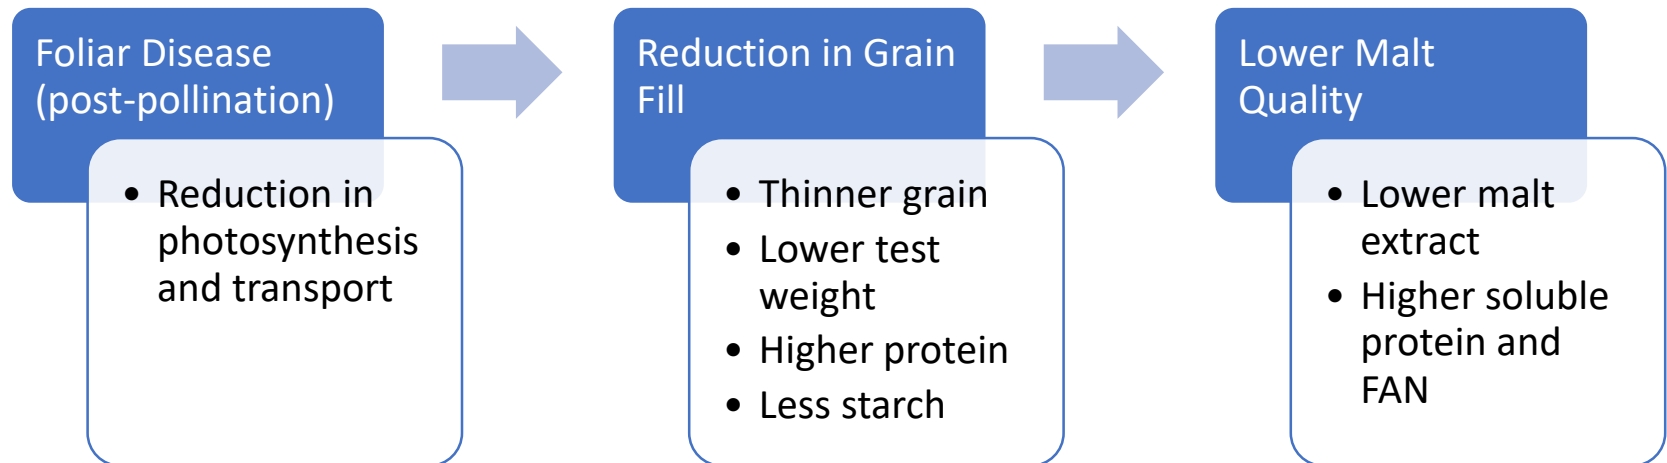 Foliar Disease
(post-pollination)
• Reduction in
photosynthesis
and transport
Reduction in Grain
Fill
• Thinner grain
• Lower test
weight
• Higher protein
• Less starch
Lower Malt
Quality
• Lower malt
extract
• Higher soluble
protein and
FAN